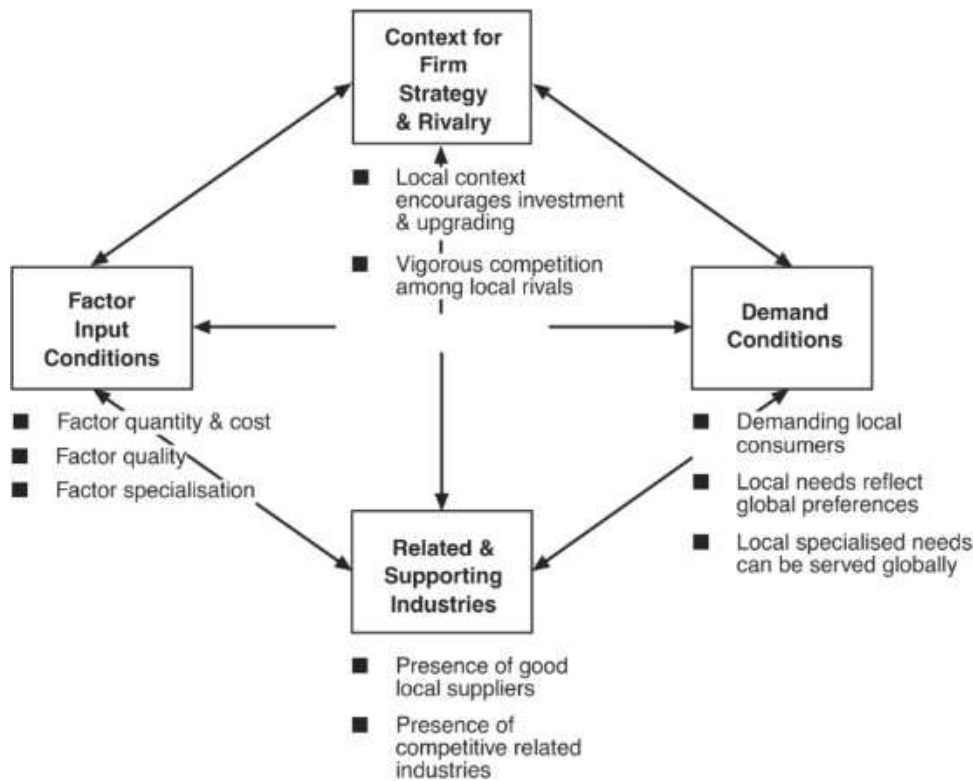 Context for
Firm
Strategy
& Rivalry
■ Local context
encourages investment
& upgrading
■ Vigorous competition
among local rivals
Factor
Input
Conditions
■ Factor quantity & cost
■ Factor quality
■ Factor specialisation
Demand
Conditions
■ Demanding local
consumers
■ Local needs reflect
global preferences
■ Local specialised needs
can be served globally
Related &
Supporting
Industries
■ Presence of good
local suppliers
■ Presence of
competitive related
industries